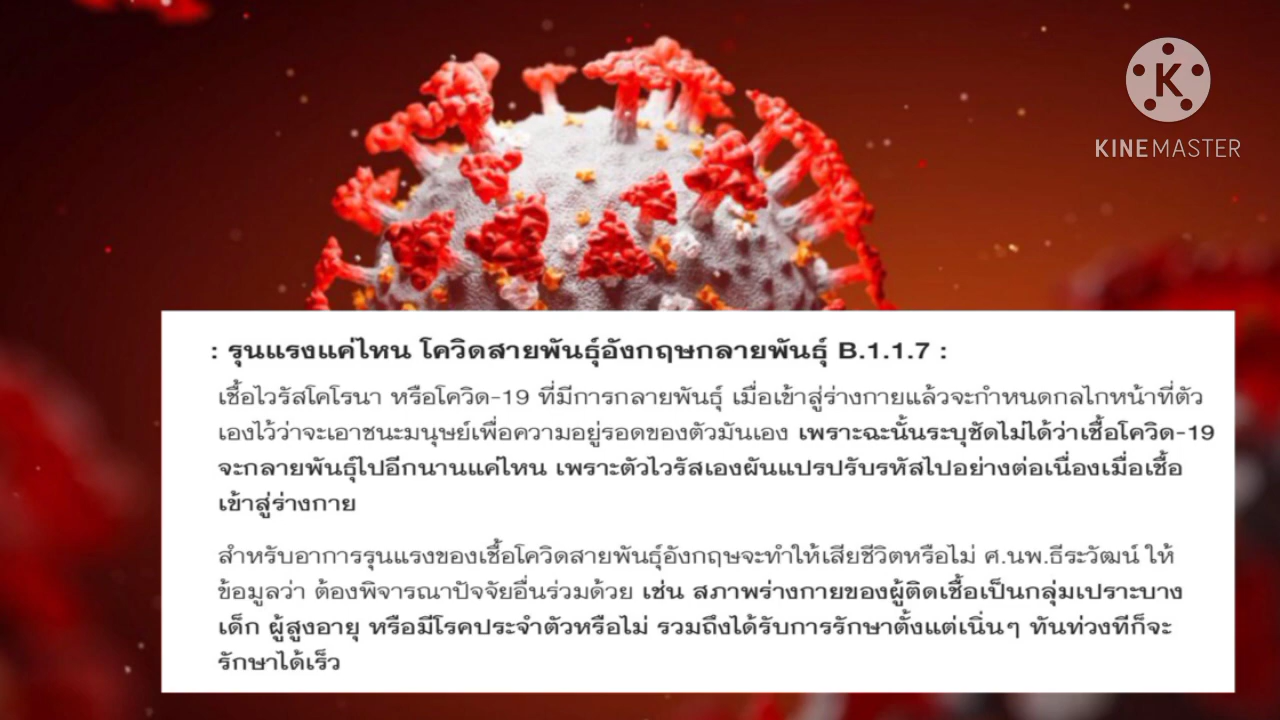 K
KINEMASTER
: รุนแรงแค่ไหน โควิดสายพันธุ์อังกฤษกลายพันธุ์ B.1.1.7 :
เชื้อไวรัสโคโรนา หรือโควิด-19 ที่มีการกลายพันธุ์ เมื่อเข้าสู่ร่างกายแล้วจะกำหนดกลไกหน้าที่ตัว
เองไว้ว่าจะเอาชนะมนุษย์เพื่อความอยู่รอดของตัวมันเอง เพราะฉะนั้นระบุชัดไม่ได้ว่าเชื้อโควิด-19
จะกลายพันธุ์ไปอีกนานแค่ไหน เพราะตัวไวรัสเองผันแปรปรับรหัสไปอย่างต่อเนื่องเมื่อเชื้อ
เข้าสู่ร่างกาย
สำหรับอาการรุนแรงของเชื้อโควิดสายพันธุ์อังกฤษจะทำให้เสียชีวิตหรือไม่ ศ.นพ.ธีระวัฒน์ ให้
ข้อมูลว่า ต้องพิจารณาปัจจัยอื่นร่วมด้วย เช่น สภาพร่างกายของผู้ติดเชื้อเป็นกลุ่มเปราะบาง
เด็ก ผู้สูงอายุ หรือมีโรคประจำตัวหรือไม่ รวมถึงได้รับการรักษาตั้งแต่เนิ่นๆ ทันท่วงทีก็จะ
รักษาได้เร็ว